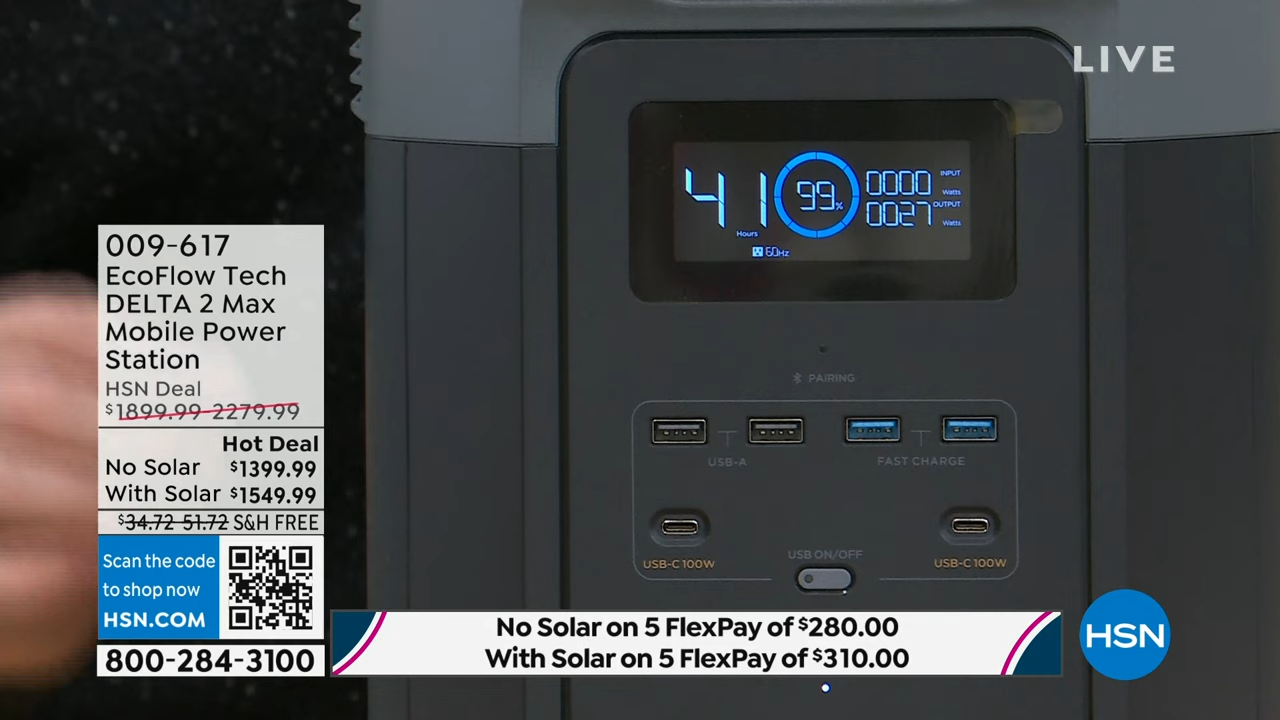 LIVE
41
Hours
99%
0000
INPUT
Watts
0027
OUTPUT
Watts
60Hz
PAIRING
USB-A
FAST CHARGE
USB-C 100W
USB ON/OFF
USB-C 100W
009-617
EcoFlow Tech
DELTA 2 Max
Mobile Power
Station
HSN Deal
$1899.99-2279.99
Hot Deal
No Solar $1399.99
With Solar $1549.99
$34.72-51.72 S&H FREE
Scan the code
to shop now
HSN.COM
800-284-3100
No Solar on 5 FlexPay of $280.00
With Solar on 5 FlexPay of $310.00
HSN